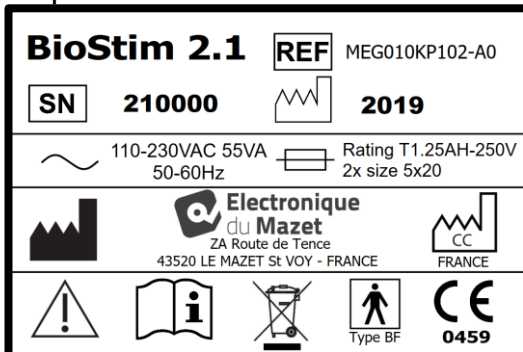 BioStim 2.1
REF MEG010KP102-A0
SN 210000
2019
110-230VAC 55VA
50-60Hz
Rating T1.25AH-250V
2x size 5x20
Electronique
du Mazet
ZA Route de Tence
43520 LE MAZET St VOY - FRANCE
CC
FRANCE
i
Type BF
CE
0459